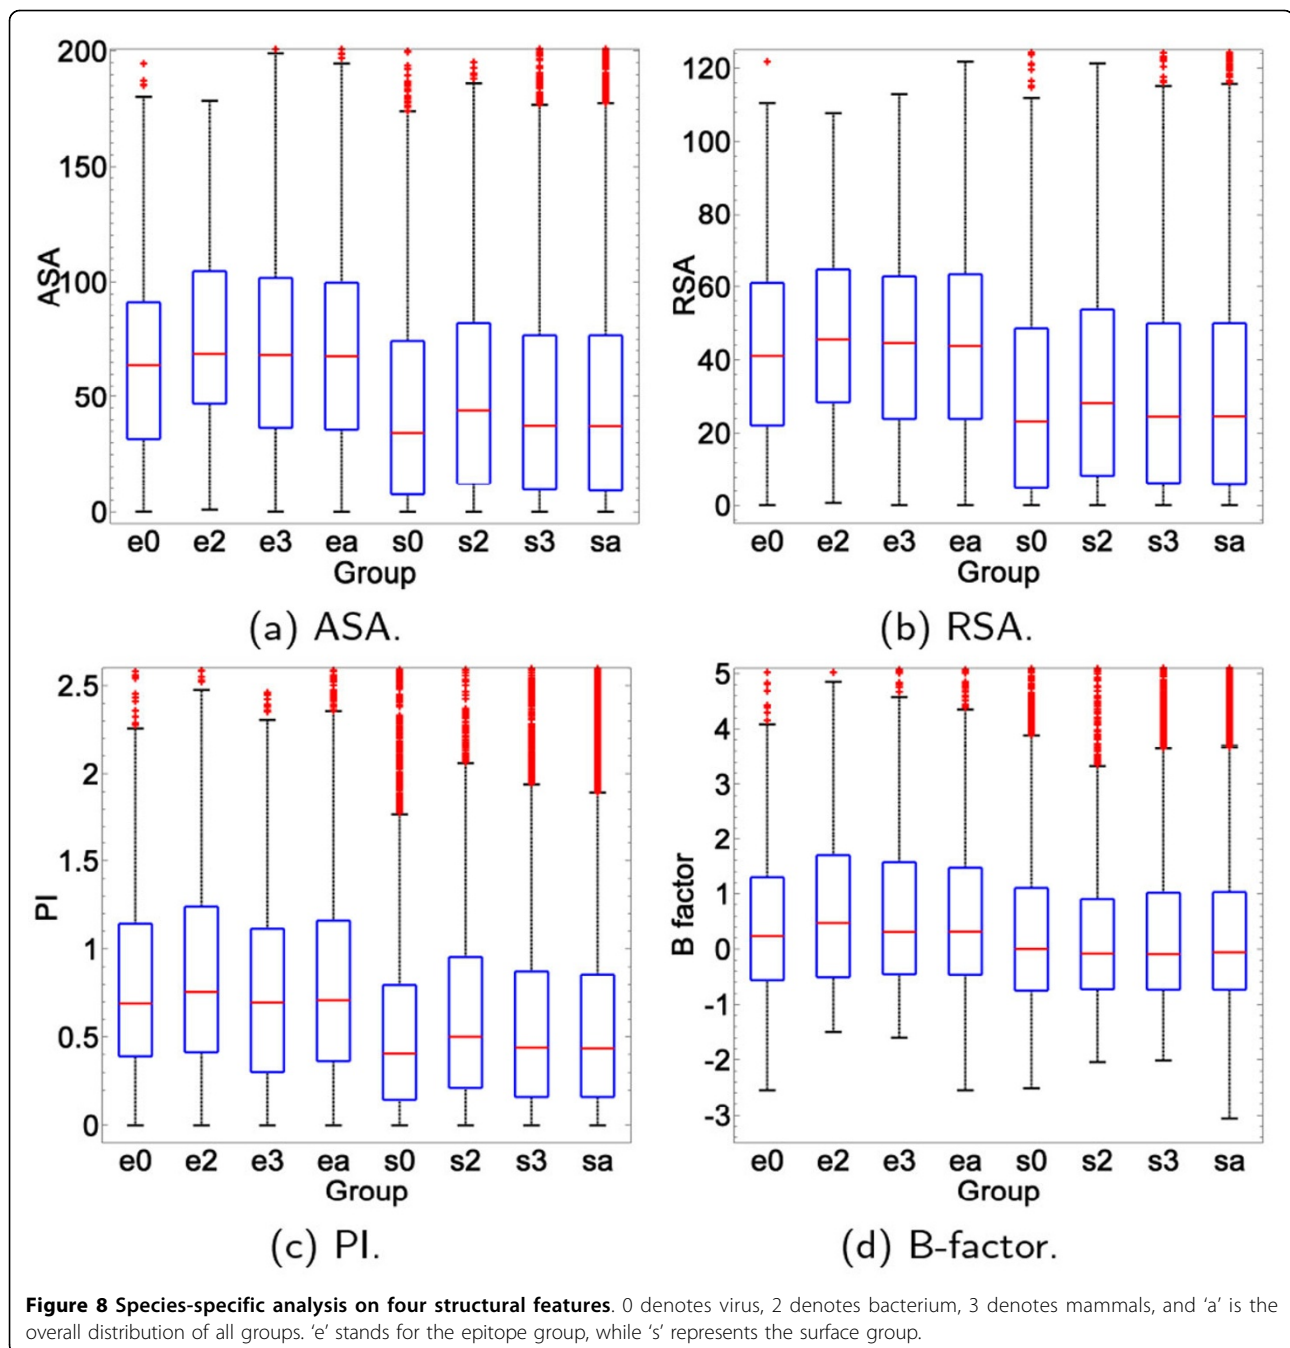 200
150
100
50
0
ASA
e0 e2 e3 ea s0 s2 s3 sa
Group
(a) ASA.
120
100
80
60
40
20
0
RSA
e0 e2 e3 ea s0 s2 s3 sa
Group
(b) RSA.
2.5
2
1.5
1
0.5
0
PI
e0 e2 e3 ea s0 s2 s3 sa
Group
(c) PI.
5
4
3
2
1
0
-1
-2
-3
B factor
e0 e2 e3 ea s0 s2 s3 sa
Group
(d) B-factor.
Figure 8 Species-specific analysis on four structural features. 0 denotes virus, 2 denotes bacterium, 3 denotes mammals, and ‘a’ is the
overall distribution of all groups. ‘e’ stands for the epitope group, while ‘s’ represents the surface group.